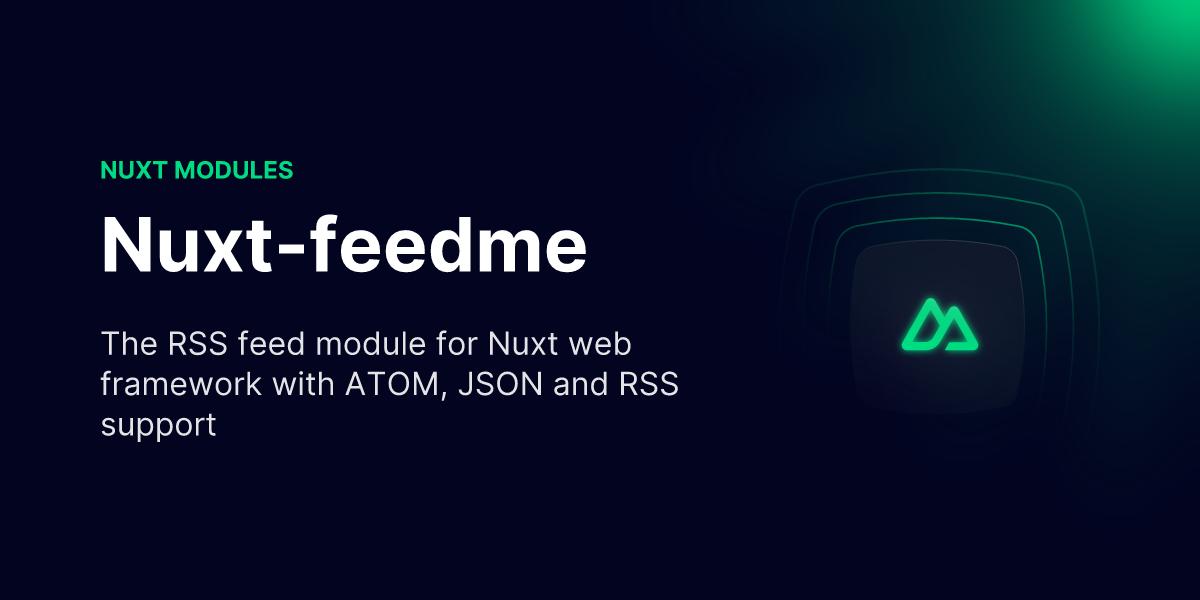 NUXT MODULES
Nuxt-feedme
The RSS feed module for Nuxt web
framework with ATOM, JSON and RSS
support